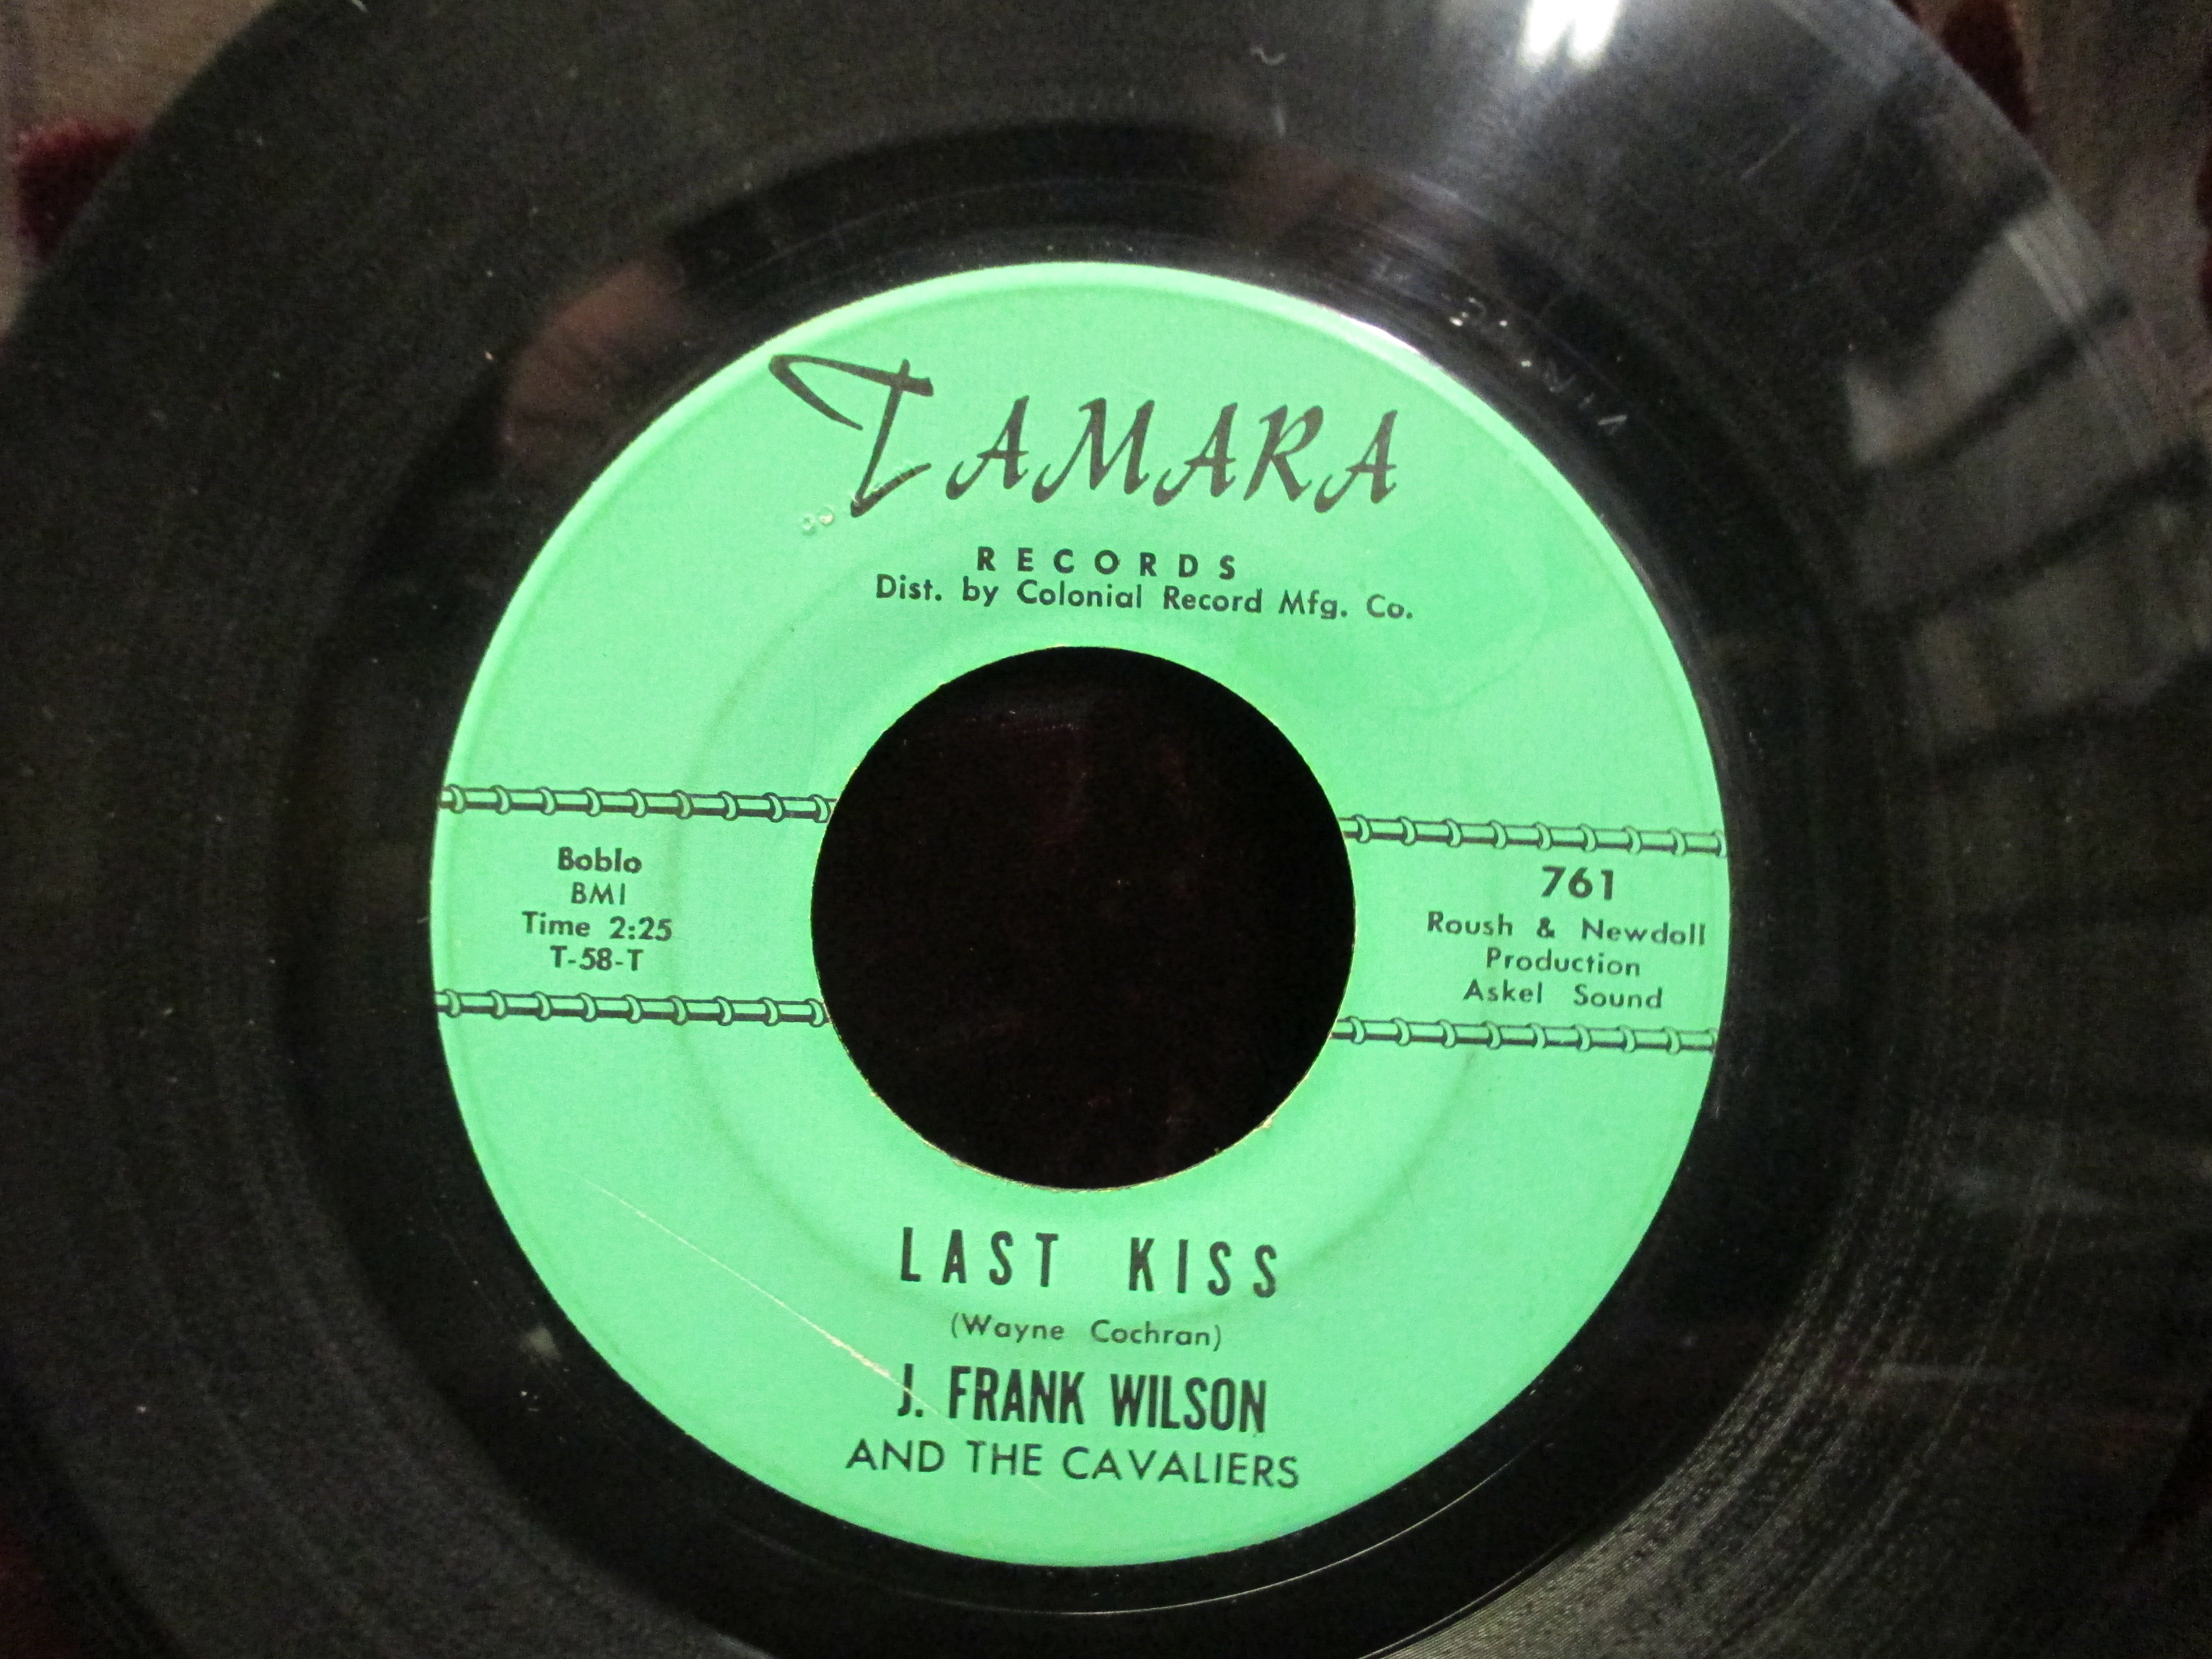 TAMARA
RECORDS
Dist. by Colonial Record Mfg. Co.
Boblo
BMI
Time 2:25
T-58-T
761
Roush & Newdoll
Production
Askel Sound
LAST KISS
(Wayne Cochran)
J. FRANK WILSON
AND THE CAVALIERS